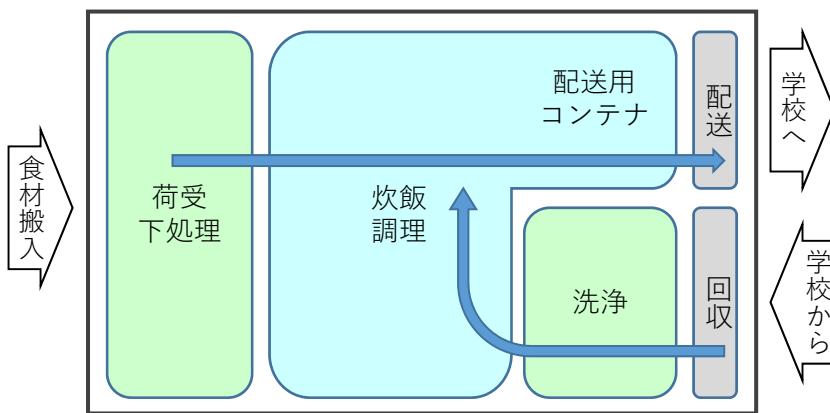 食材搬入
荷受
下処理
炊飯
調理
配送用
コンテナ
配送
学校へ
洗浄
回収
学校から